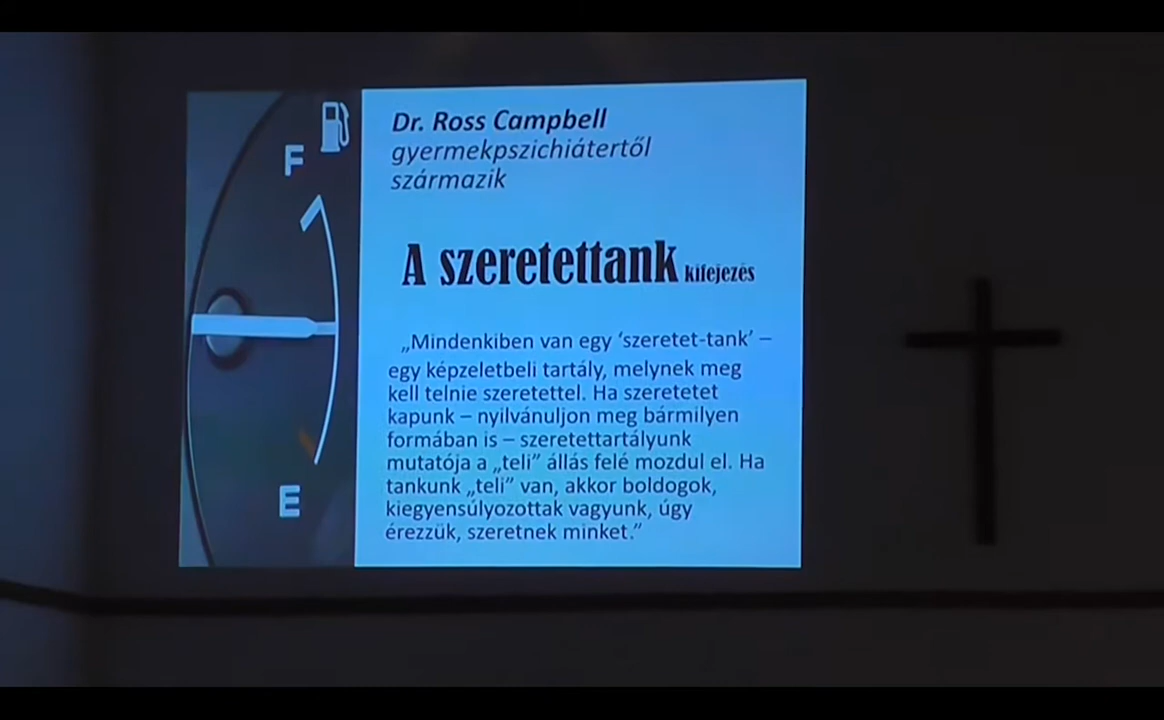 F
Dr. Ross Campbell
gyermekpszichiátertől
származik
A szeretettank kifejezés
„Mindenkiben van egy ‘szeretet-tank’ –
egy képzeletbeli tartály, melynek meg
kell telnie szeretettel. Ha szeretetet
kapunk – nyilvánuljon meg bármilyen
formában is – szeretettartályunk
mutatója a „teli” állás felé mozdul el. Ha
tankunk „teli” van, akkor boldogok,
kiegyensúlyozottak vagyunk, úgy
érezzük, szeretnek minket.”
E